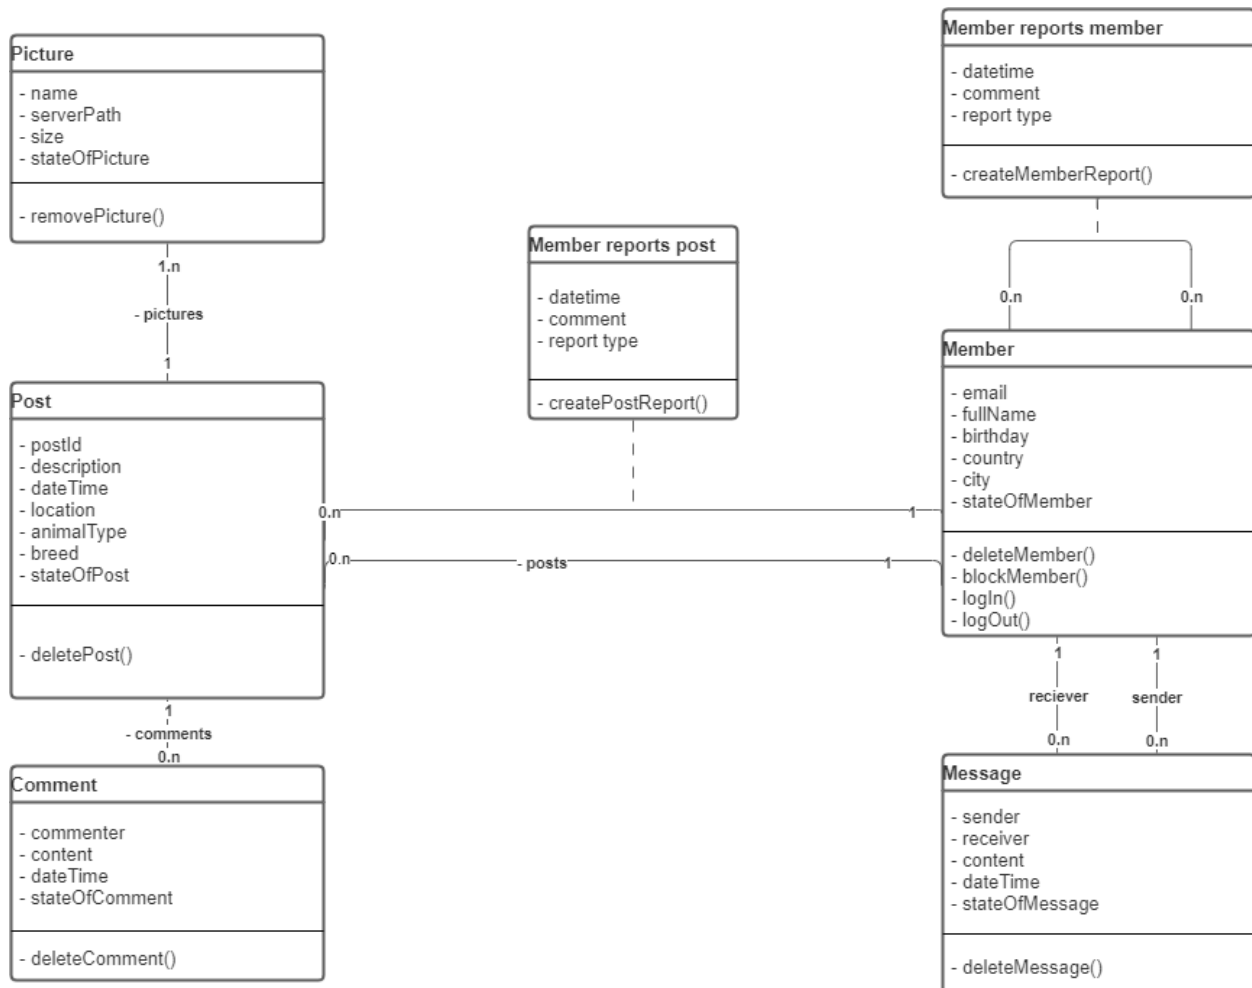 Picture
- name
- serverPath
- size
- stateOfPicture
- removePicture()
1.n
- pictures
1
Post
- postId
- description
- dateTime
- location
- animalType
- breed
- stateOfPost
- deletePost()
1
- comments
0.n
Comment
- commenter
- content
- dateTime
- stateOfComment
- deleteComment()
Member reports post
- datetime
- comment
- report type
- createPostReport()
0.n
1
0.n
- posts
1
Member reports member
- datetime
- comment
- report type
- createMemberReport()
0.n
0.n
Member
- email
- fullName
- birthday
- country
- city
- stateOfMember
- deleteMember()
- blockMember()
- logIn()
- logOut()
1
1
reciever
sender
0.n
0.n
Message
- sender
- receiver
- content
- dateTime
- stateOfMessage
- deleteMessage()